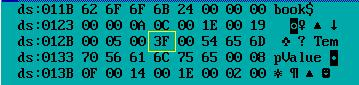 ds:011B 62 6F 6F 6B 24 00 00 00 book$
ds:0123 00 00 0A 0C 00 1E 00 19 ◙♀ ▲ ↓
ds:012B 00 05 00 3F 00 54 65 6D ♣ ? Tem
ds:0133 70 56 61 6C 75 65 00 08 pValue ◘
ds:013B 0F 00 14 00 1E 00 02 00 ☼ ¶ ▲ ☻